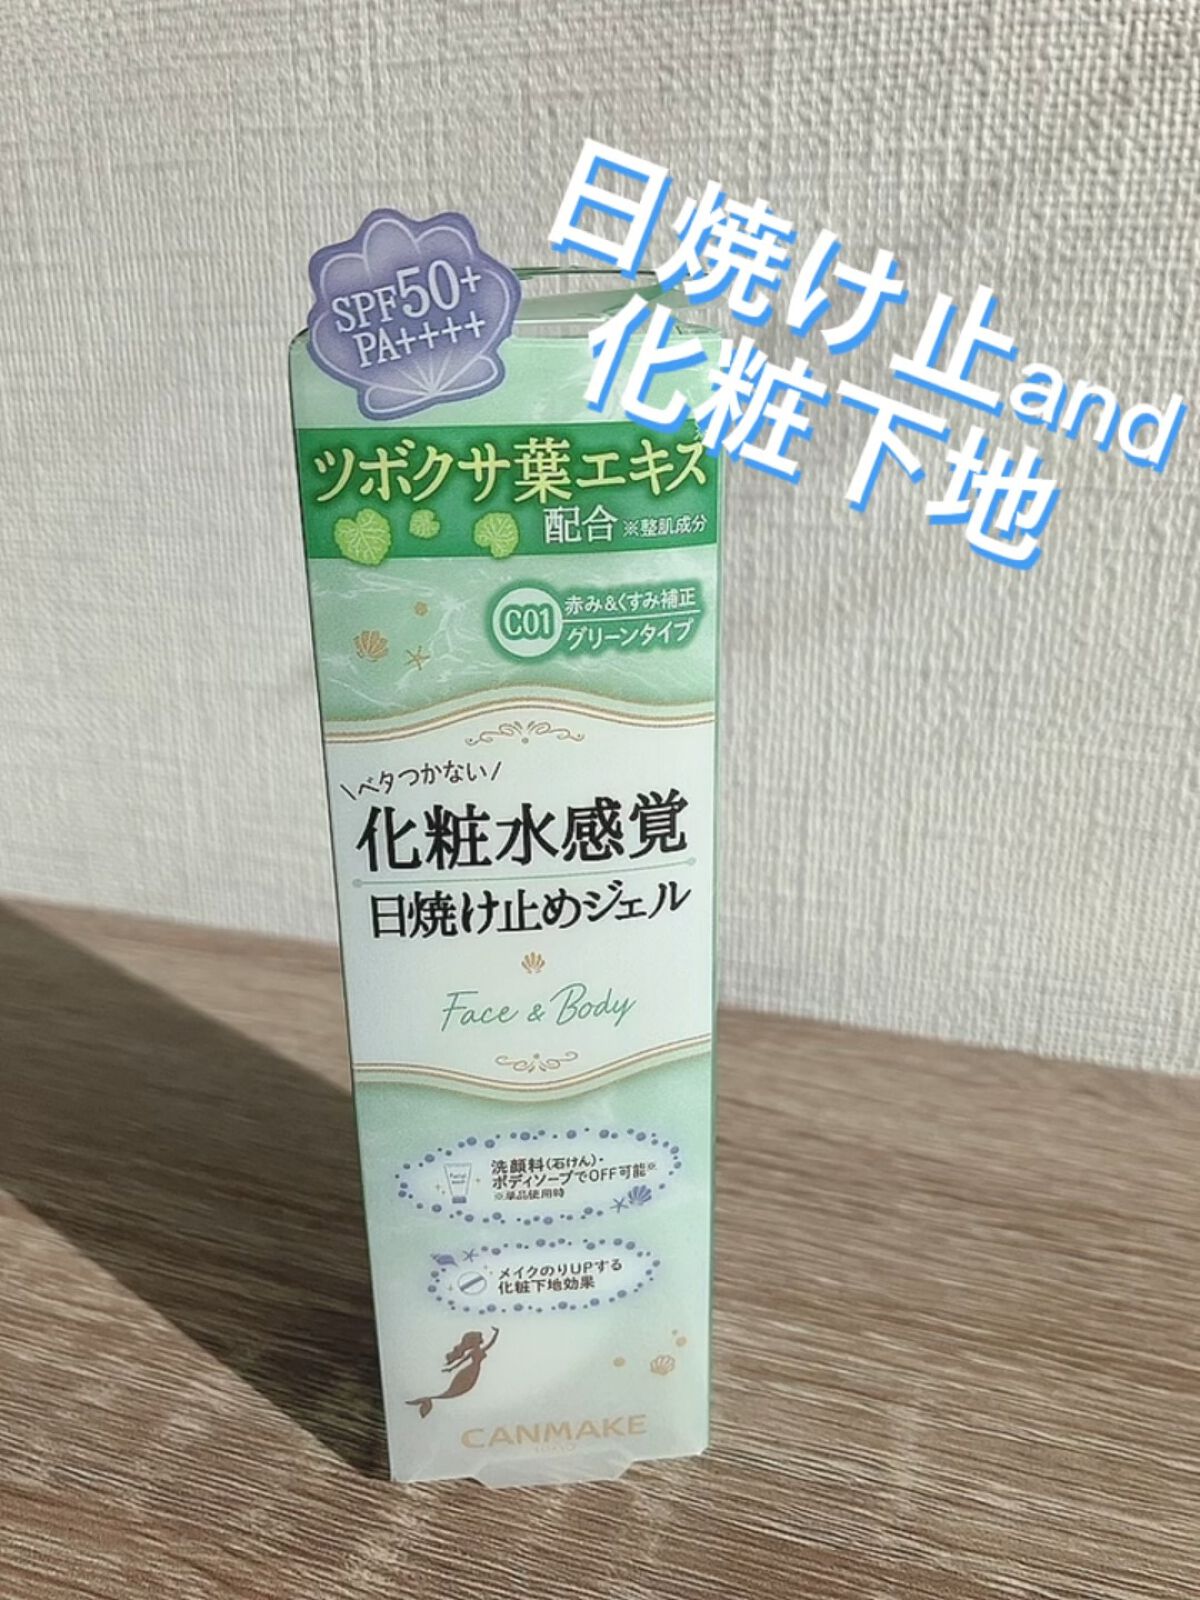 日焼け止and
化粧下地
SPF50+
PA++++
ツボクサ葉エキス
配合 ※整肌成分
C01
赤み&くすみ補正
グリーンタイプ
\ベタつかない/
化粧水感覚
日焼け止めジェル
Face & Body
洗顔料(石けん)・
ボディソープでOFF可能※
※単品使用時
メイクのりUPする
化粧下地効果
CANMAKE